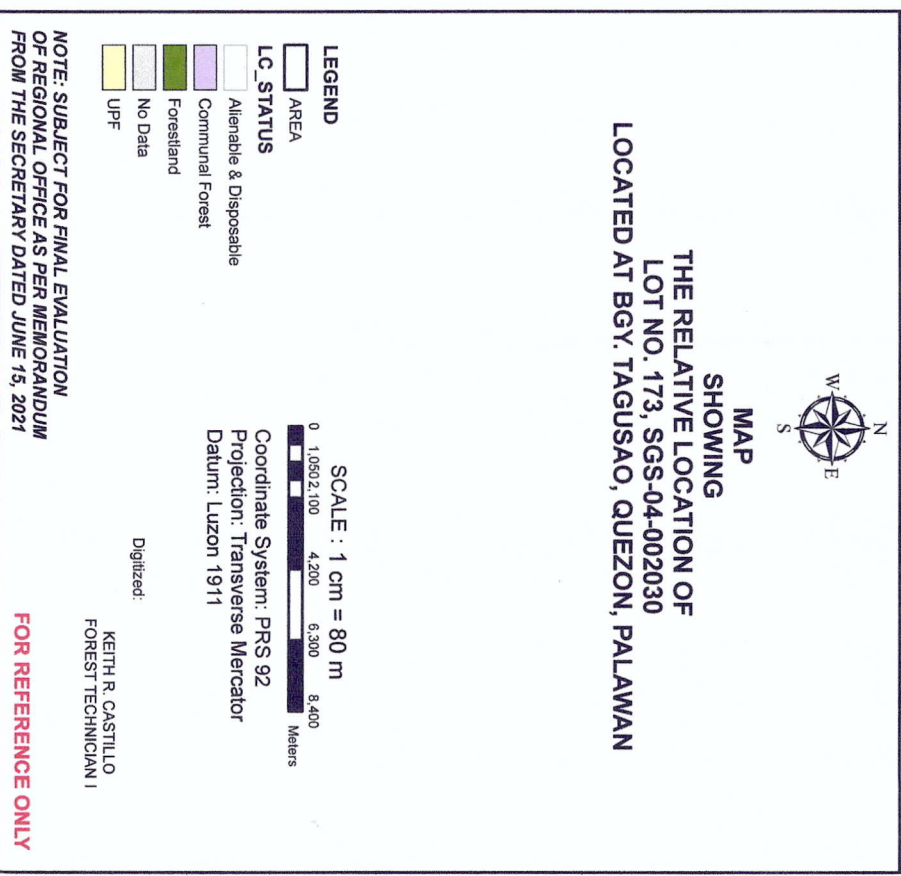 N
W
E
S
MAP
SHOWING
THE RELATIVE LOCATION OF
LOT NO. 173, SGS-04-002030
LOCATED AT BGY. TAGUSAO, QUEZON, PALAWAN
SCALE : 1 cm = 80 m
0 1,050 2,100 4,200 6,300 8,400
Meters
Coordinate System: PRS 92
Projection: Transverse Mercator
Datum: Luzon 1911
LEGEND
AREA
LC_STATUS
Alienable & Disposable
Communal Forest
Forestland
No Data
UPF
Digitized:
KEITH R. CASTILLO
FOREST TECHNICIAN I
NOTE: SUBJECT FOR FINAL EVALUATION
OF REGIONAL OFFICE AS PER MEMORANDUM
FROM THE SECRETARY DATED JUNE 15, 2021
FOR REFERENCE ONLY